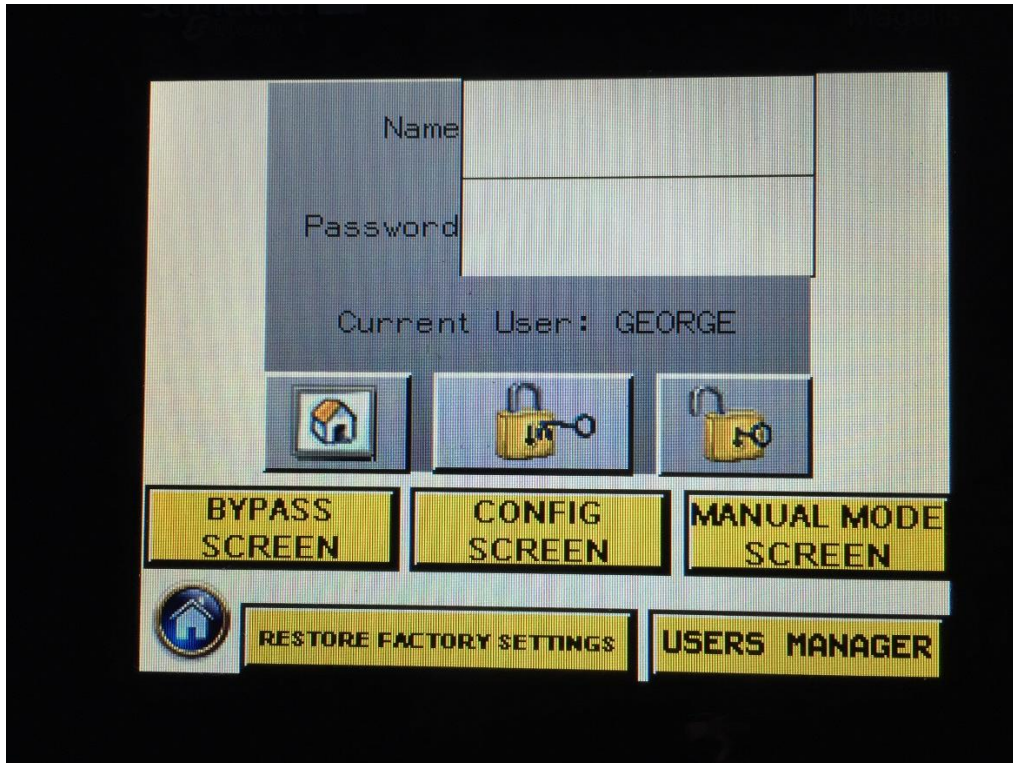 Name
Password
Current User: GEORGE
BYPASS
SCREEN
CONFIG
SCREEN
MANUAL MODE
SCREEN
RESTORE FACTORY SETTINGS
USERS MANAGER